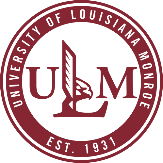 UNIVERSITY OF LOUISIANA MONROE
ULM
EST. 1931